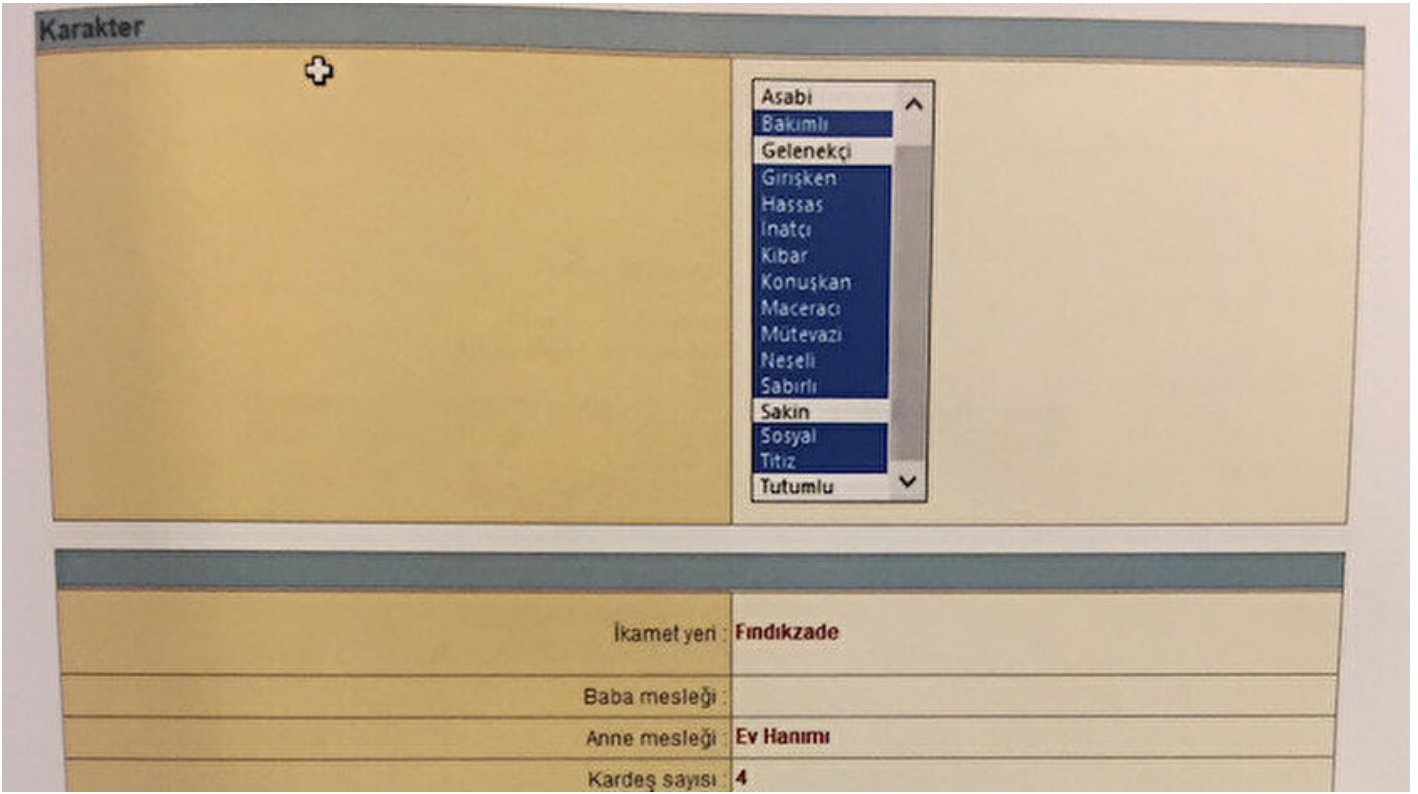 Karakter
Asabi
Bakımlı
Gelenekçi
Girişken
Hassas
İnatçı
Kibar
Konuşkan
Maceracı
Mütevazi
Neşeli
Sabırlı
Sakin
Sosyal
Titiz
Tutumlu
İkamet yeri : Fındıkzade
Baba mesleği :
Anne mesleği : Ev Hanımı
Kardeş sayısı : 4